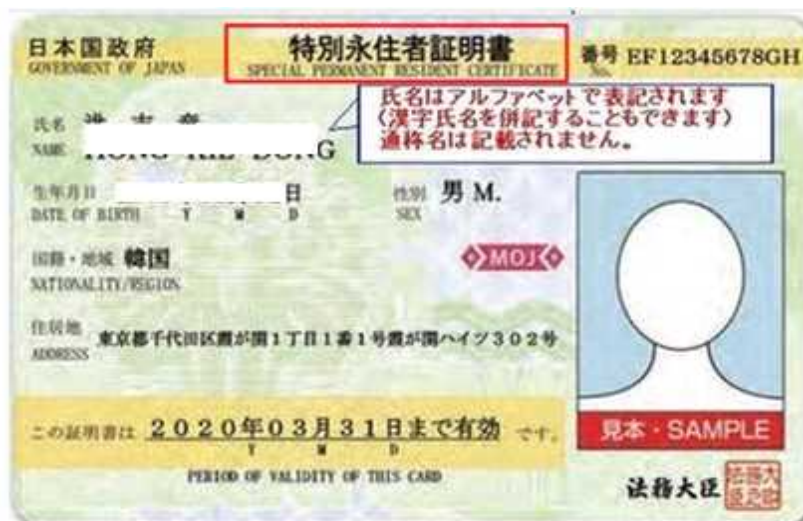 日本国政府
GOVERNMENT OF JAPAN
特別永住者証明書
SPECIAL PERMANENT RESIDENT CERTIFICATE
番号 EF12345678GH
No.
氏名はアルファベットで表記されます
(漢字氏名を併記することもできます)
通称名は記載されません。
氏名
NAME
生年月日 日
DATE OF BIRTH Y M D
性別 男 M.
SEX
国籍・地域 韓国
NATIONALITY/REGION
MOJ
住居地 東京都千代田区霞が関1丁目1番1号霞が関ハイツ302号
ADDRESS
この証明書は 2020年03月31日まで有効 です。
Y M D
PERIOD OF VALIDITY OF THIS CARD
見本・SAMPLE
法務大臣